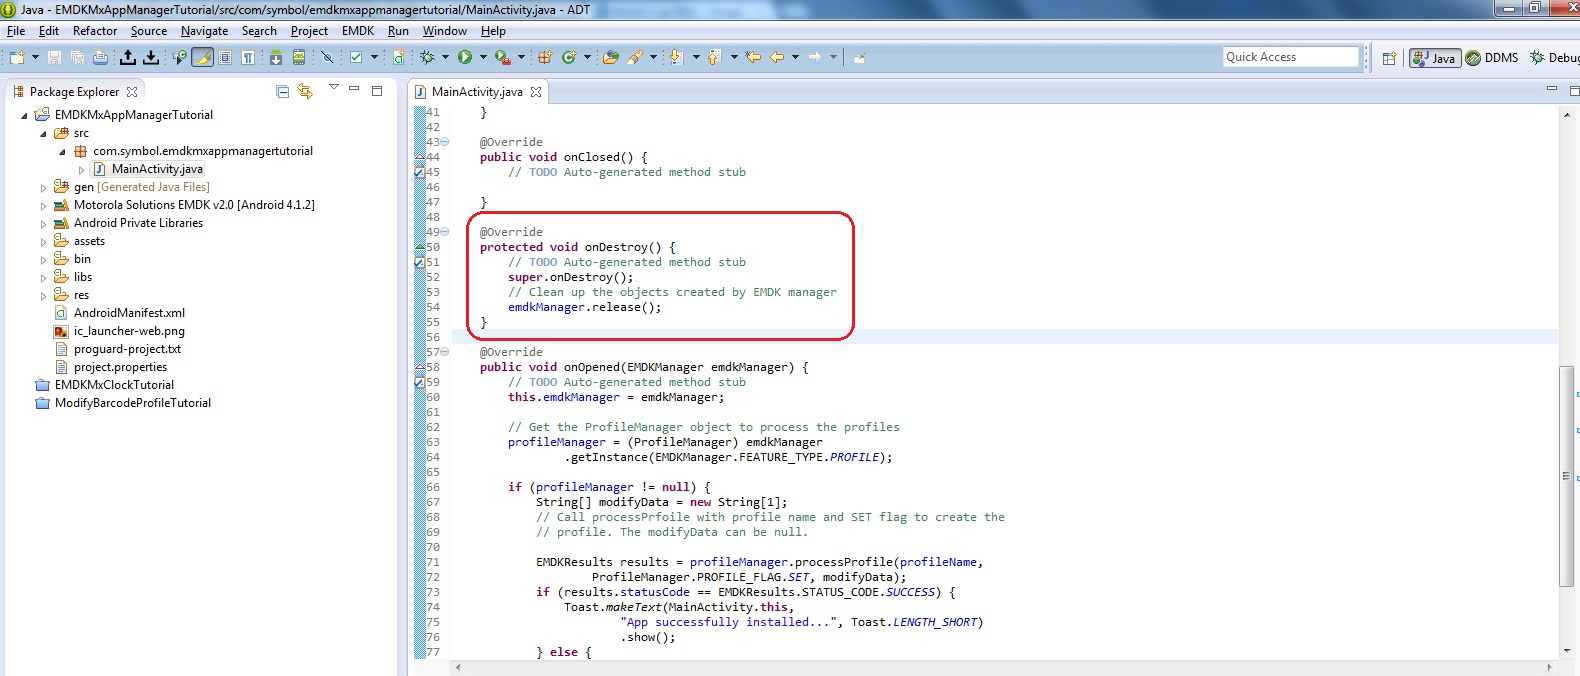 Java - EMDKMxAppManagerTutorial/src/com/symbol/emdkmxappmanagertutorial/MainActivity.java - ADT
File Edit Refactor Source Navigate Search Project EMDK Run Window Help
Quick Access
Java
DDMS
Debug
Package Explorer
EMDKMxAppManagerTutorial
src
com.symbol.emdkmxappmanagertutorial
MainActivity.java
gen [Generated Java Files]
Motorola Solutions EMDK v2.0 [Android 4.1.2]
Android Private Libraries
assets
bin
libs
res
AndroidManifest.xml
ic_launcher-web.png
proguard-project.txt
project.properties
EMDKMxClockTutorial
ModifyBarcodeProfileTutorial
MainActivity.java
41 }
42
43 @Override
44 public void onClosed() {
45 // TODO Auto-generated method stub
46
47 }
48
49 @Override
50 protected void onDestroy() {
51 // TODO Auto-generated method stub
52 super.onDestroy();
53 // Clean up the objects created by EMDK manager
54 emdkManager.release();
55 }
56
57 @Override
58 public void onOpened(EMDKManager emdkManager) {
59 // TODO Auto-generated method stub
60 this.emdkManager = emdkManager;
61
62 // Get the ProfileManager object to process the profiles
63 profileManager = (ProfileManager) emdkManager
64 .getInstance(EMDKManager.FEATURE_TYPE.PROFILE);
65
66 if (profileManager != null) {
67 String[] modifyData = new String[1];
68 // Call processPrfoile with profile name and SET flag to create the
69 // profile. The modifyData can be null.
70
71 EMDKResults results = profileManager.processProfile(profileName,
72 ProfileManager.PROFILE_FLAG.SET, modifyData);
73 if (results.statusCode == EMDKResults.STATUS_CODE.SUCCESS) {
74 Toast.makeText(MainActivity.this,
75 "App successfully installed...", Toast.LENGTH_SHORT)
76 .show();
77 } else {